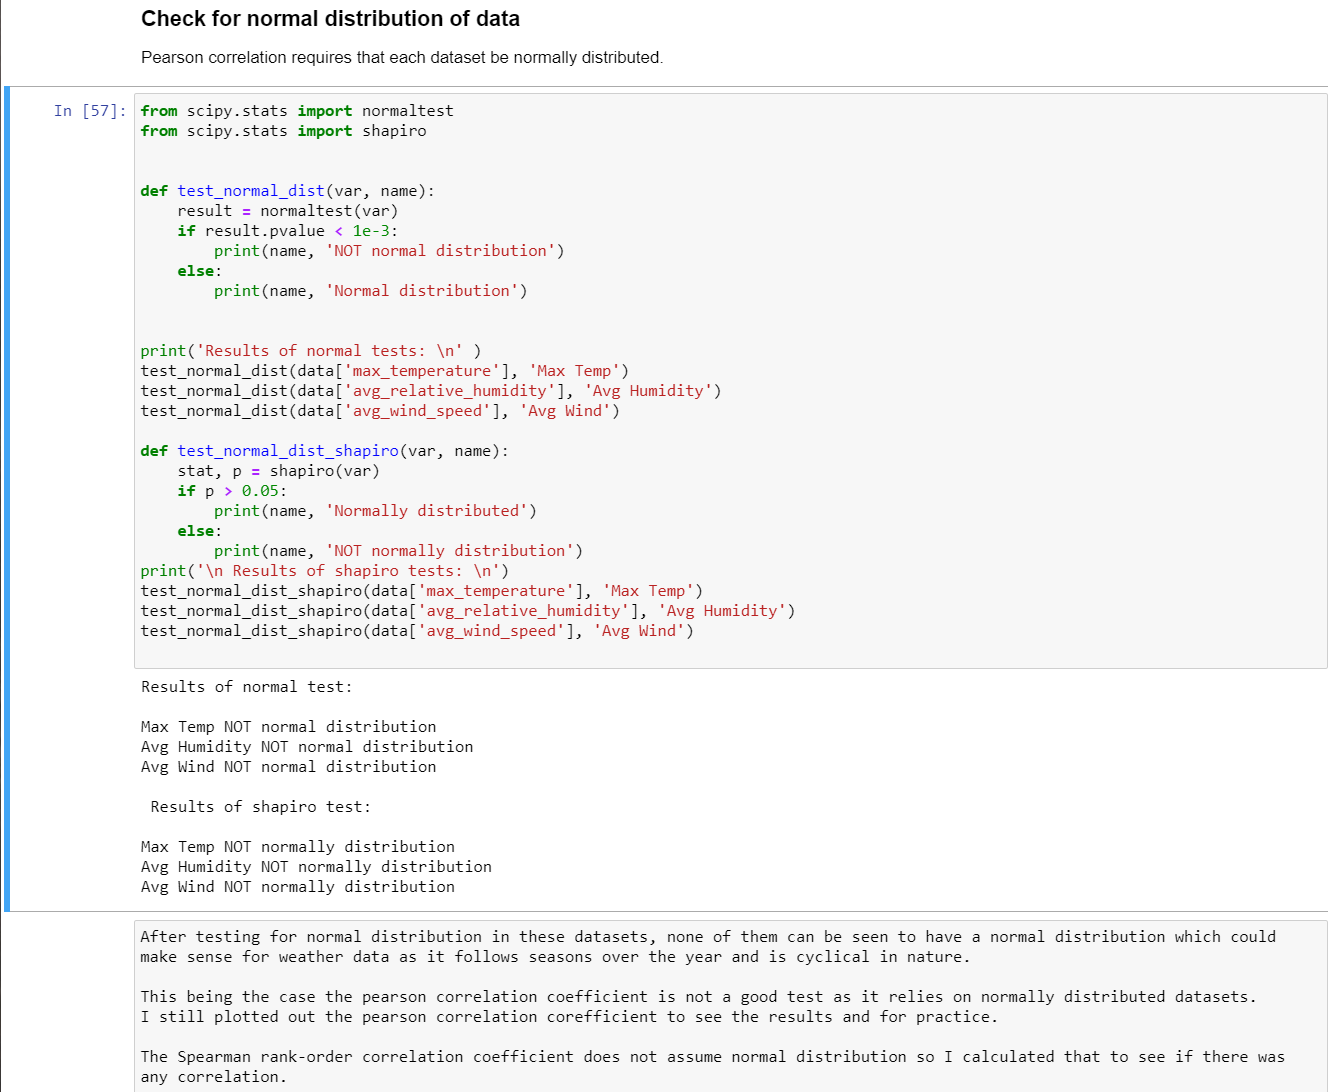 Check for normal distribution of data
Pearson correlation requires that each dataset be normally distributed.
In [57]:
from scipy.stats import normaltest
from scipy.stats import shapiro
def test_normal_dist(var, name):
    result = normaltest(var)
    if result.pvalue < 1e-3:
        print(name, 'NOT normal distribution')
    else:
        print(name, 'Normal distribution')
print('Results of normal tests: \n' )
test_normal_dist(data['max_temperature'], 'Max Temp')
test_normal_dist(data['avg_relative_humidity'], 'Avg Humidity')
test_normal_dist(data['avg_wind_speed'], 'Avg Wind')
def test_normal_dist_shapiro(var, name):
    stat, p = shapiro(var)
    if p > 0.05:
        print(name, 'Normally distributed')
    else:
        print(name, 'NOT normally distribution')
print('\n Results of shapiro tests: \n')
test_normal_dist_shapiro(data['max_temperature'], 'Max Temp')
test_normal_dist_shapiro(data['avg_relative_humidity'], 'Avg Humidity')
test_normal_dist_shapiro(data['avg_wind_speed'], 'Avg Wind')
Results of normal test:
Max Temp NOT normal distribution
Avg Humidity NOT normal distribution
Avg Wind NOT normal distribution
Results of shapiro test:
Max Temp NOT normally distribution
Avg Humidity NOT normally distribution
Avg Wind NOT normally distribution
After testing for normal distribution in these datasets, none of them can be seen to have a normal distribution which could
make sense for weather data as it follows seasons over the year and is cyclical in nature.
This being the case the pearson correlation coefficient is not a good test as it relies on normally distributed datasets.
I still plotted out the pearson correlation corefficient to see the results and for practice.
The Spearman rank-order correlation coefficient does not assume normal distribution so I calculated that to see if there was
any correlation.